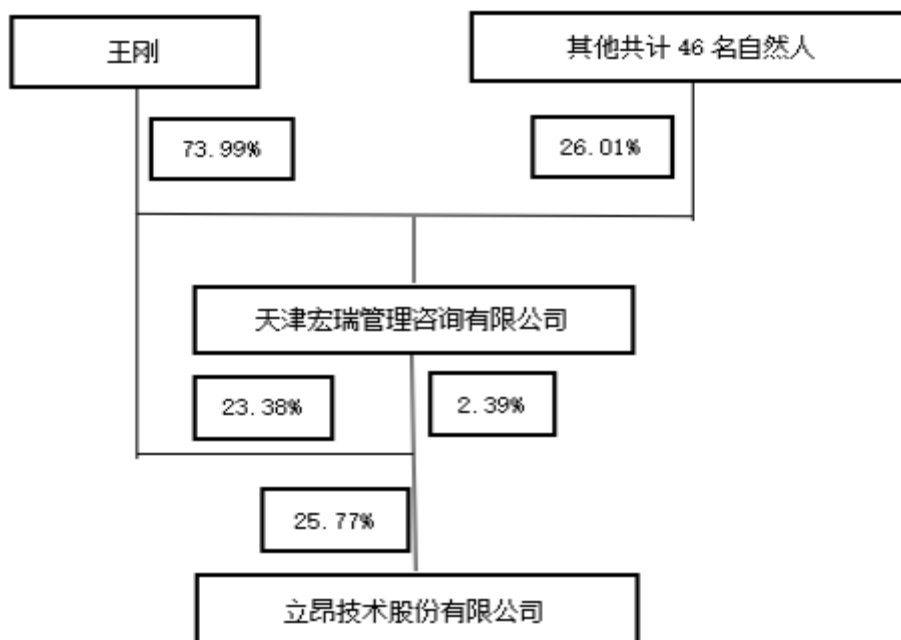 王刚
其他共计 46 名自然人
73.99%
26.01%
天津宏瑞管理咨询有限公司
23.38%
2.39%
25.77%
立昂技术股份有限公司